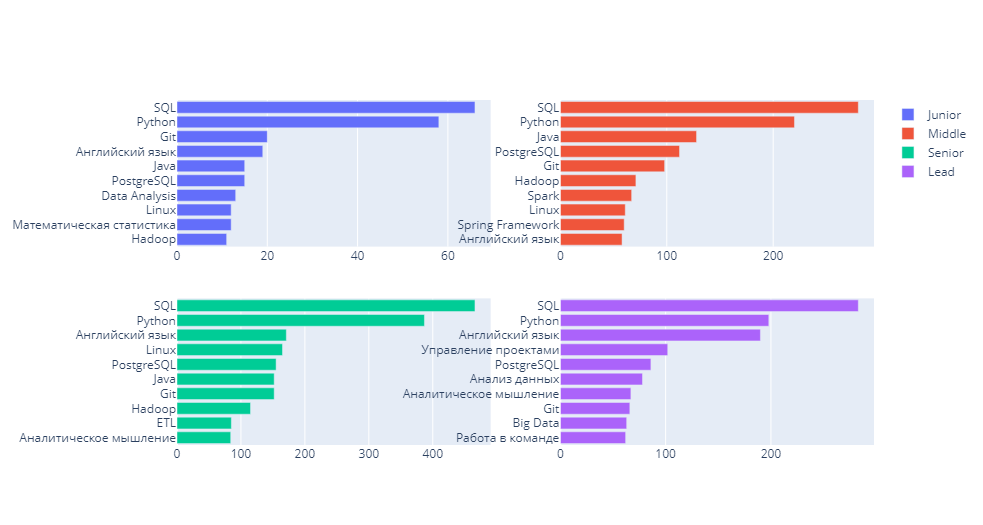 SQL
Python
Git
Английский язык
Java
PostgreSQL
Data Analysis
Linux
Математическая статистика
Hadoop
0 20 40 60
SQL
Python
Java
PostgreSQL
Git
Hadoop
Spark
Linux
Spring Framework
Английский язык
0 100 200
Junior
Middle
Senior
Lead
SQL
Python
Английский язык
Linux
PostgreSQL
Java
Git
Hadoop
ETL
Аналитическое мышление
0 100 200 300 400
SQL
Python
Английский язык
Управление проектами
PostgreSQL
Анализ данных
Аналитическое мышление
Git
Big Data
Работа в команде
0 100 200